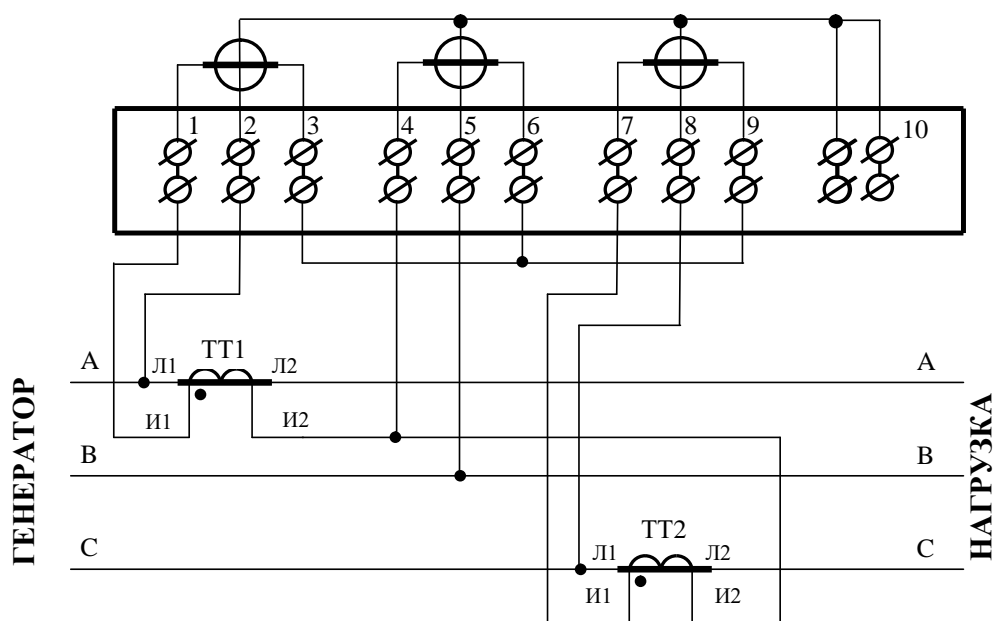 1 2 3 4 5 6 7 8 9 10
ТТ1
А Л1 Л2 А
И1 И2
В В
ТТ2
С Л1 Л2 С
И1 И2
ГЕНЕРАТОР
НАГРУЗКА